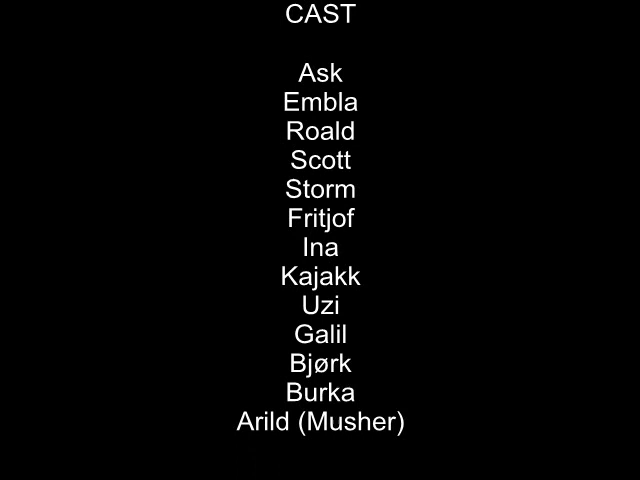 CAST
Ask
Embla
Roald
Scott
Storm
Fritjof
Ina
Kajakk
Uzi
Galil
Bjørk
Burka
Arild (Musher)